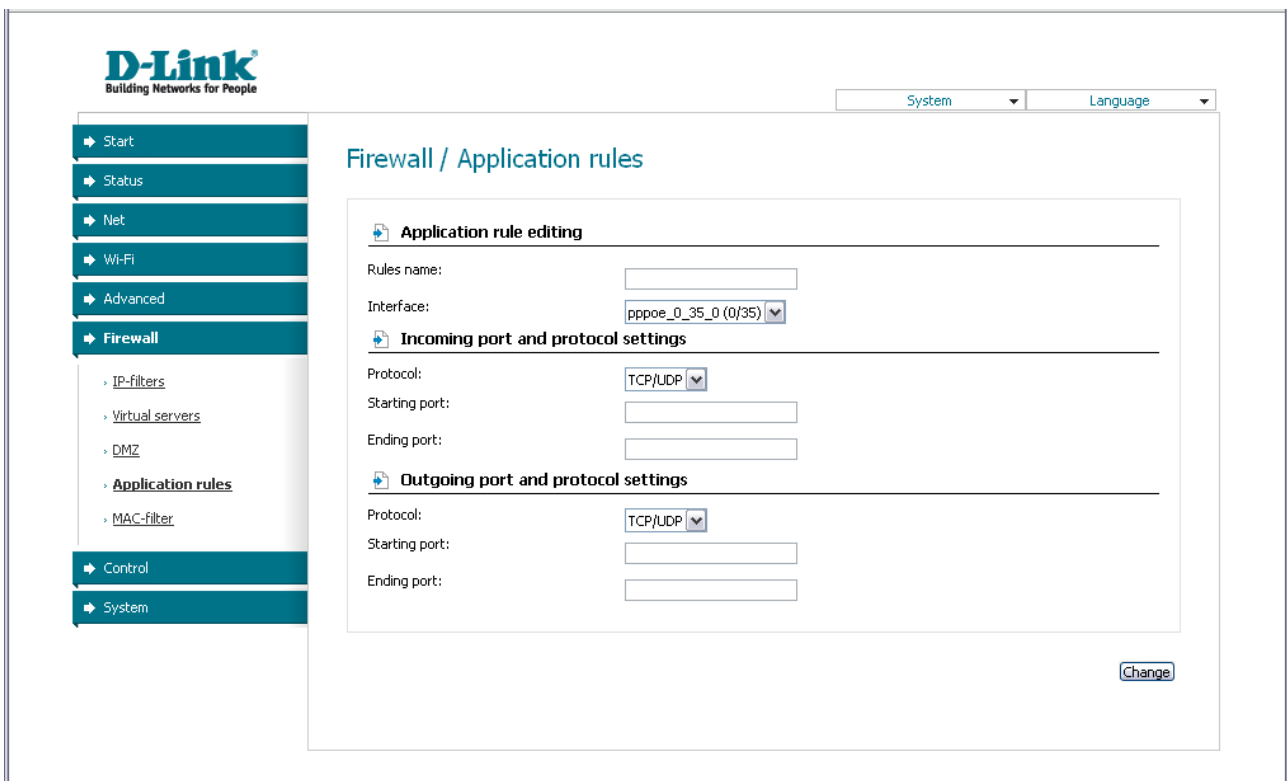 D-Link
Building Networks for People
System
Language
Start
Status
Net
Wi-Fi
Advanced
Firewall
IP-filters
Virtual servers
DMZ
Application rules
MAC-filter
Control
System
Firewall / Application rules
Application rule editing
Rules name:
Interface: pppoe_0_35_0 (0/35)
Incoming port and protocol settings
Protocol: TCP/UDP
Starting port:
Ending port:
Outgoing port and protocol settings
Protocol: TCP/UDP
Starting port:
Ending port:
Change